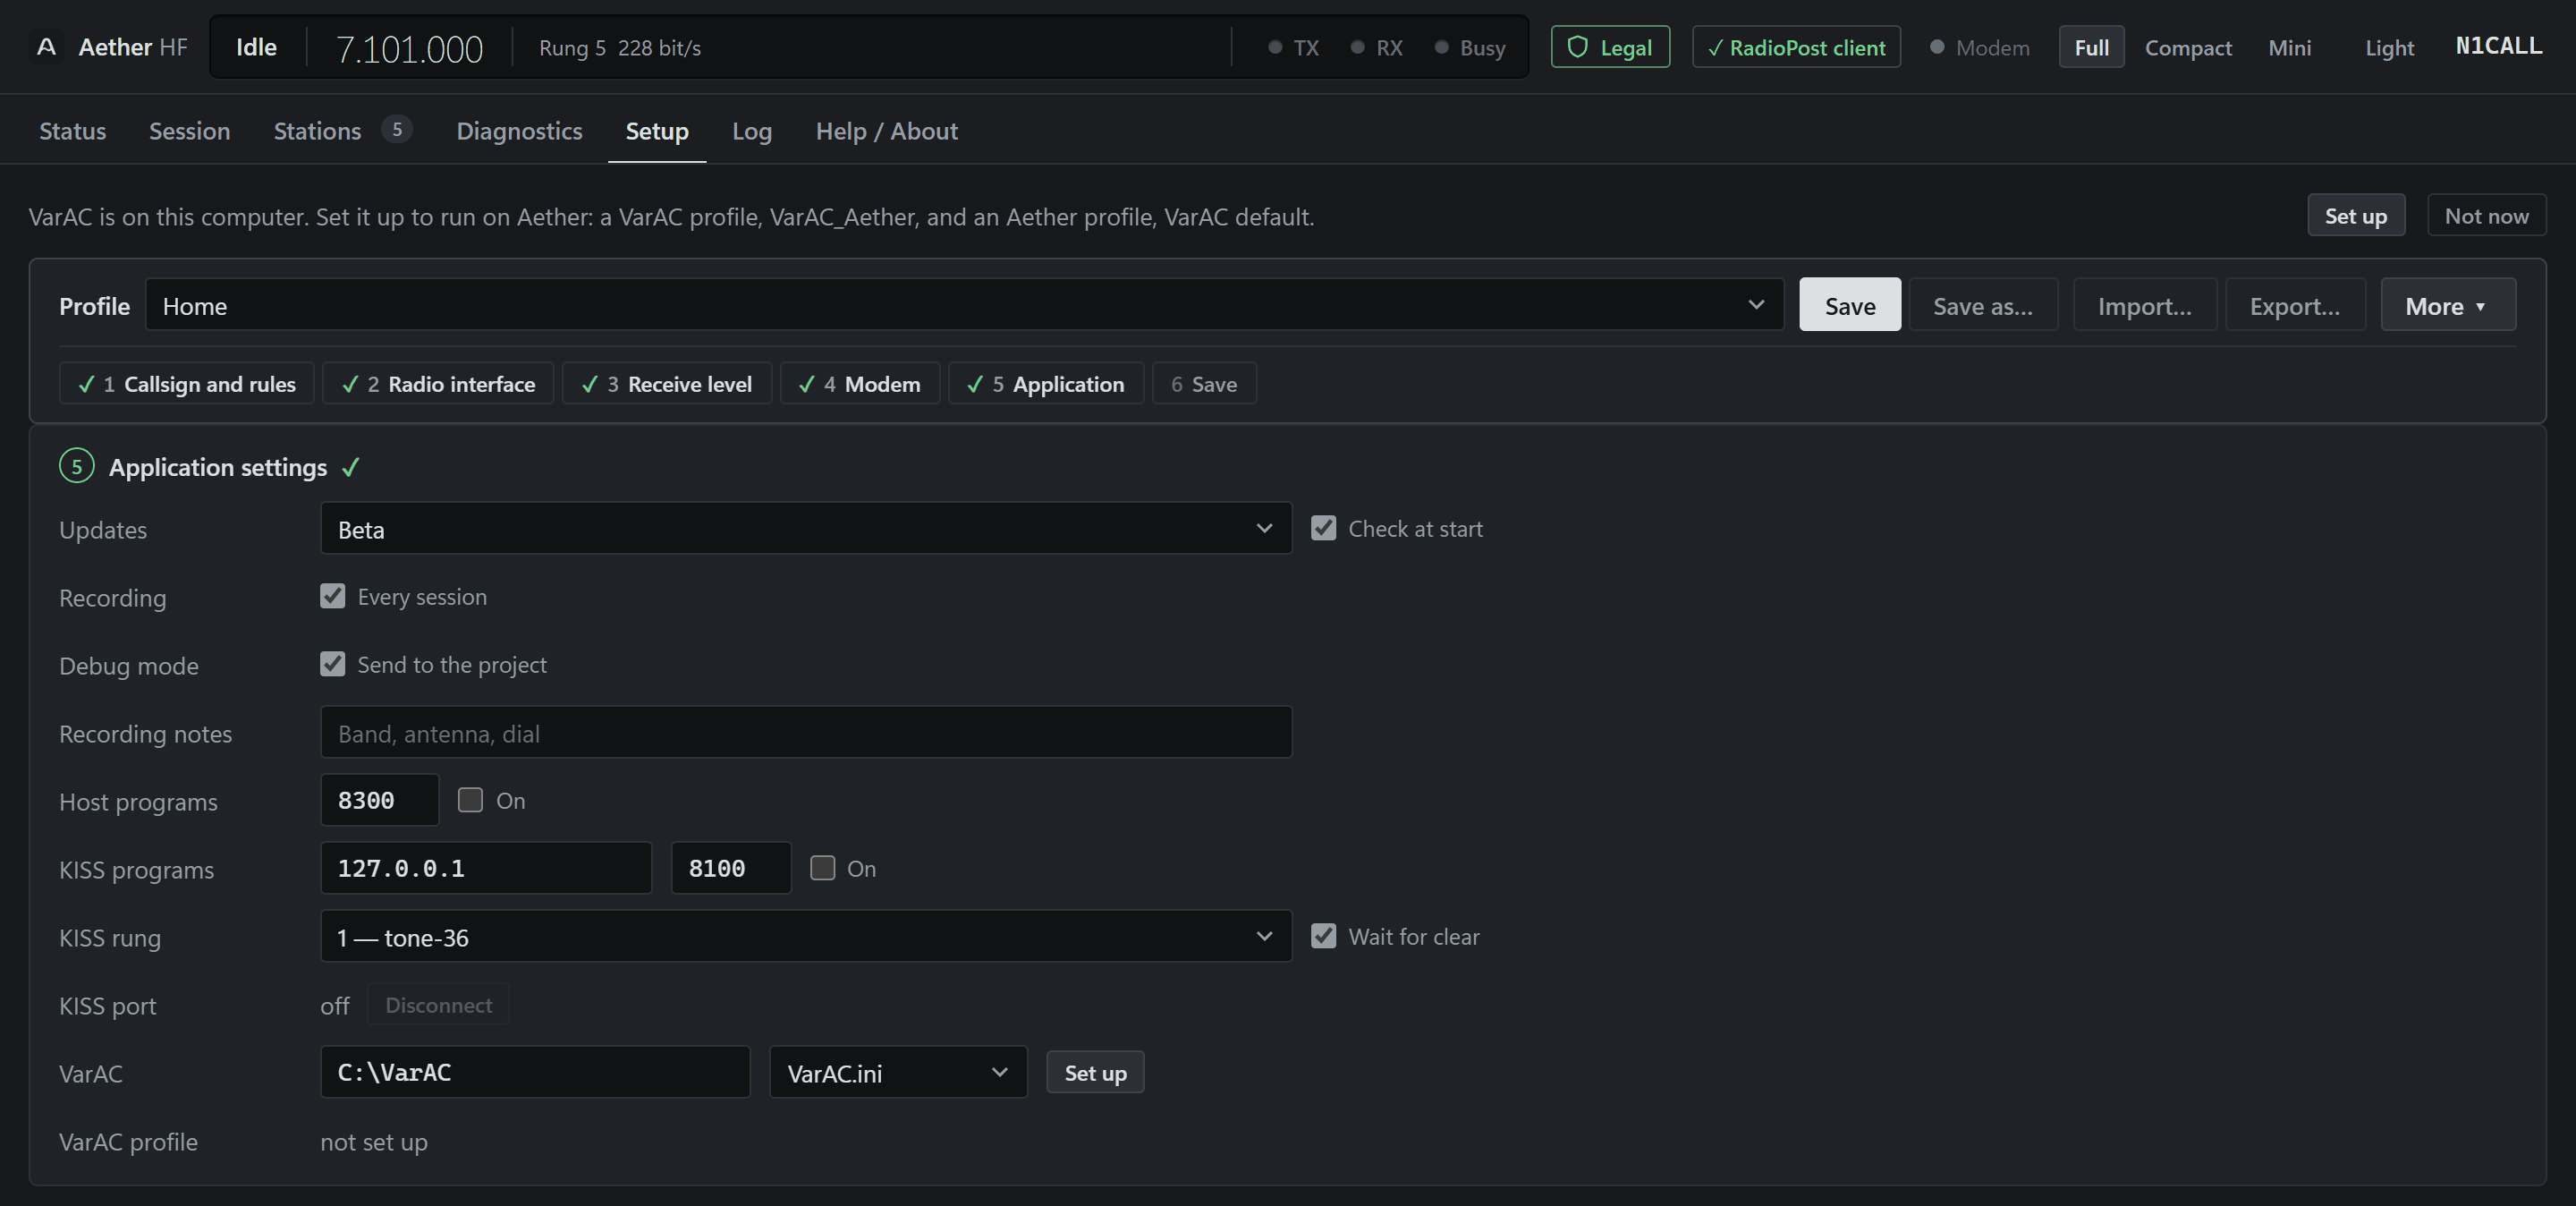 Aether HF Idle 7.101.000 Rung 5 228 bit/s TX RX Busy Legal ✓ RadioPost client Modem Full Compact Mini Light N1CALL
Status Session Stations 5 Diagnostics Setup Log Help / About
VarAC is on this computer. Set it up to run on Aether: a VarAC profile, VarAC_Aether, and an Aether profile, VarAC default. Set up Not now
Profile Home Save Save as... Import... Export... More ▾
✓ 1 Callsign and rules ✓ 2 Radio interface ✓ 3 Receive level ✓ 4 Modem ✓ 5 Application 6 Save
5 Application settings ✓
Updates Beta Check at start
Recording Every session
Debug mode Send to the project
Recording notes Band, antenna, dial
Host programs 8300 On
KISS programs 127.0.0.1 8100 On
KISS rung 1 — tone-36 Wait for clear
KISS port off Disconnect
VarAC C:\VarAC VarAC.ini Set up
VarAC profile not set up